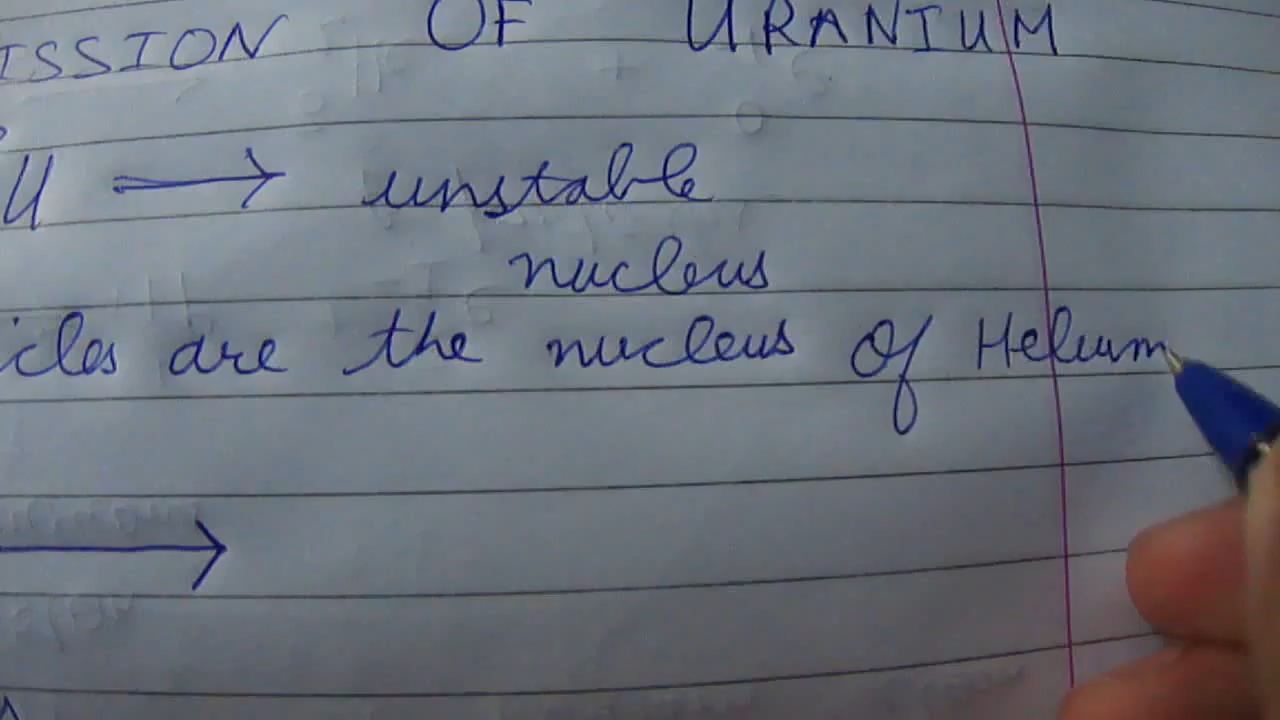 ISSION OF URANIUM
U → unstable
nucleus
icles are the nucleus of Helium
→